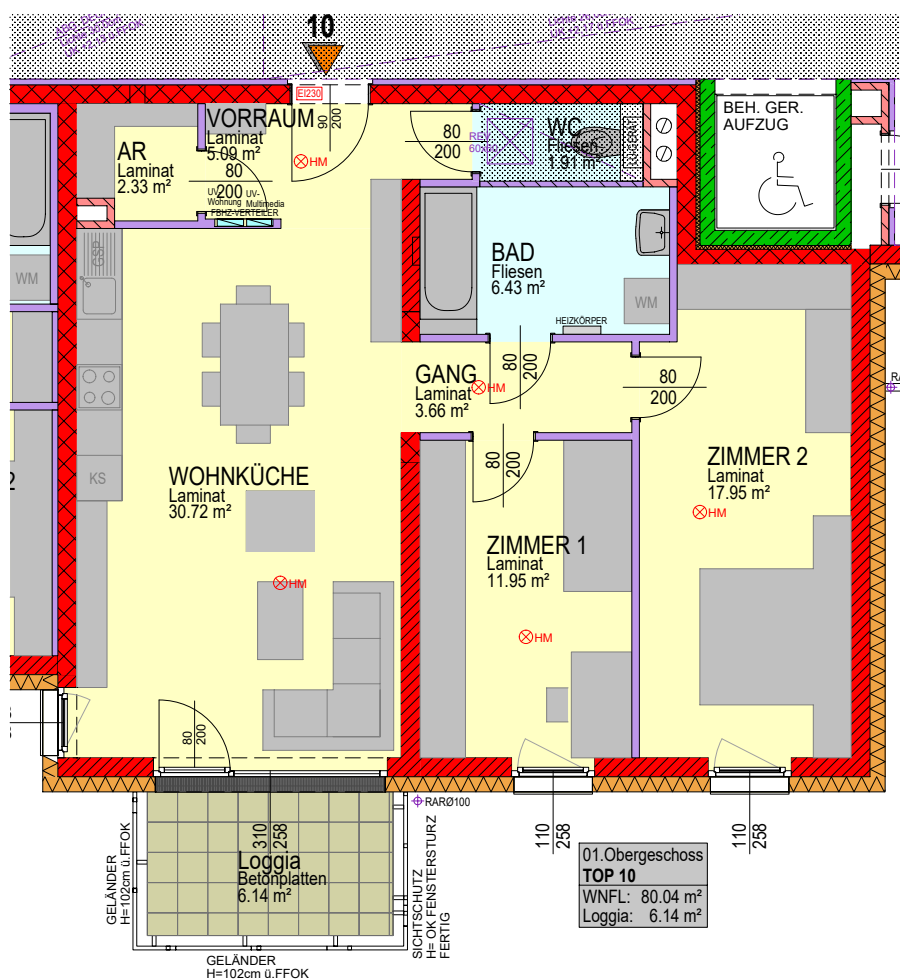 10
EI230
90
200
VORRAUM
Laminat
5.09 m²
HM
AR
Laminat
2.33 m²
80
200
UV-
Wohnung
UV-
Multimedia
FBHZ-VERTEILER
80
200
WC
Fliesen
1.91 m²
BEH. GER.
AUFZUG
GSP
WM
BAD
Fliesen
6.43 m²
WM
HEIZKÖRPER
80
200
GANG
Laminat
3.66 m²
HM
80
200
80
200
KS
WOHNKÜCHE
Laminat
30.72 m²
HM
ZIMMER 1
Laminat
11.95 m²
HM
ZIMMER 2
Laminat
17.95 m²
HM
80
200
310
258
RARØ100
110
258
110
258
Loggia
Betonplatten
6.14 m²
GELÄNDER
H=102cm ü.FFOK
SICHTSCHUTZ
H= OK FENSTERSTURZ
FERTIG
GELÄNDER
H=102cm ü.FFOK
01.Obergeschoss
TOP 10
WNFL: 80.04 m²
Loggia: 6.14 m²